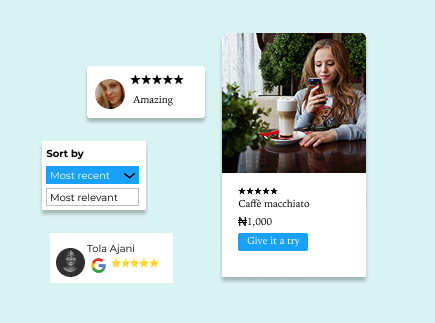 Amazing
Sort by
Most recent
Most relevant
Tola Ajani
Caffè macchiato
₦1,000
Give it a try